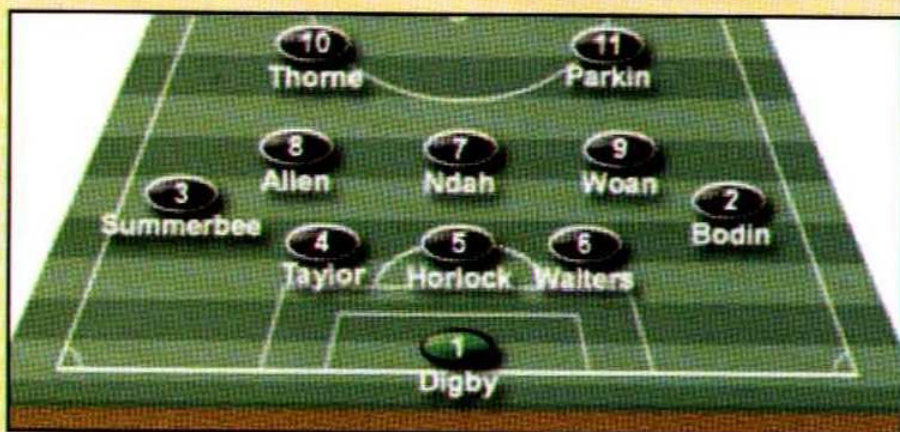 10 11
Thorne Parkin
8 7 9
Allen Ndah Woan
3 2
Summerbee Bodin
4 5 6
Taylor Horlock Walters
1
Digby